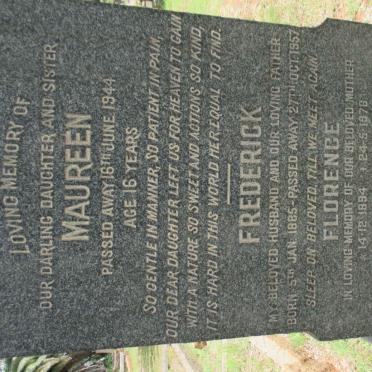 LOVING MEMORY OF
OUR DARLING DAUGHTER AND SISTER
MAUREEN
PASSED AWAY 16TH JUNE, 1944
AGE 16 YEARS
SO GENTLE IN MANNER, SO PATIENT IN PAIN,
OUR DEAR DAUGHTER LEFT US FOR HEAVEN TO GAIN
WITH A NATURE SO SWEET AND ACTIONS SO KIND,
IT IS HARD IN THIS WORLD HER EQUAL TO FIND.
FREDERICK
MY BELOVED HUSBAND AND OUR LOVING FATHER
BORN 5TH JAN. 1885-PASSED AWAY 27TH OCT. 1957
SLEEP ON, BELOVED, TILL WE MEET AGAIN
FLORENCE
IN LOVING MEMORY OF OUR BELOVED MOTHER
14.12.1894 24.5.1978